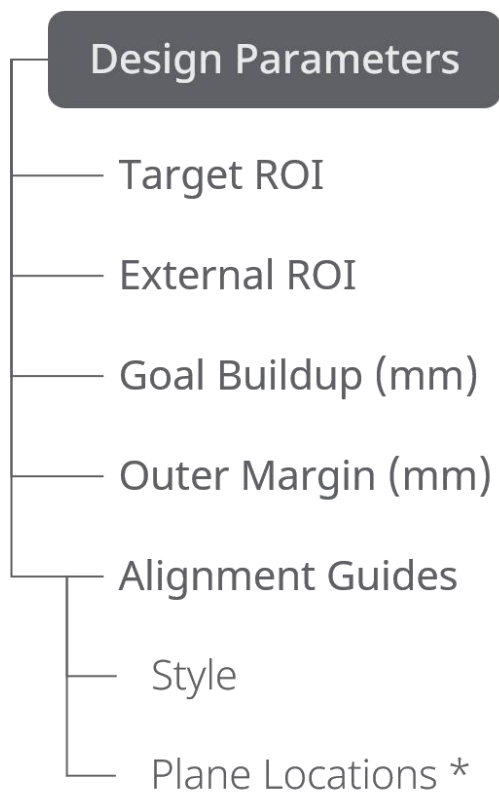 Design Parameters
Target ROI
External ROI
Goal Buildup (mm)
Outer Margin (mm)
Alignment Guides
Style
Plane Locations *